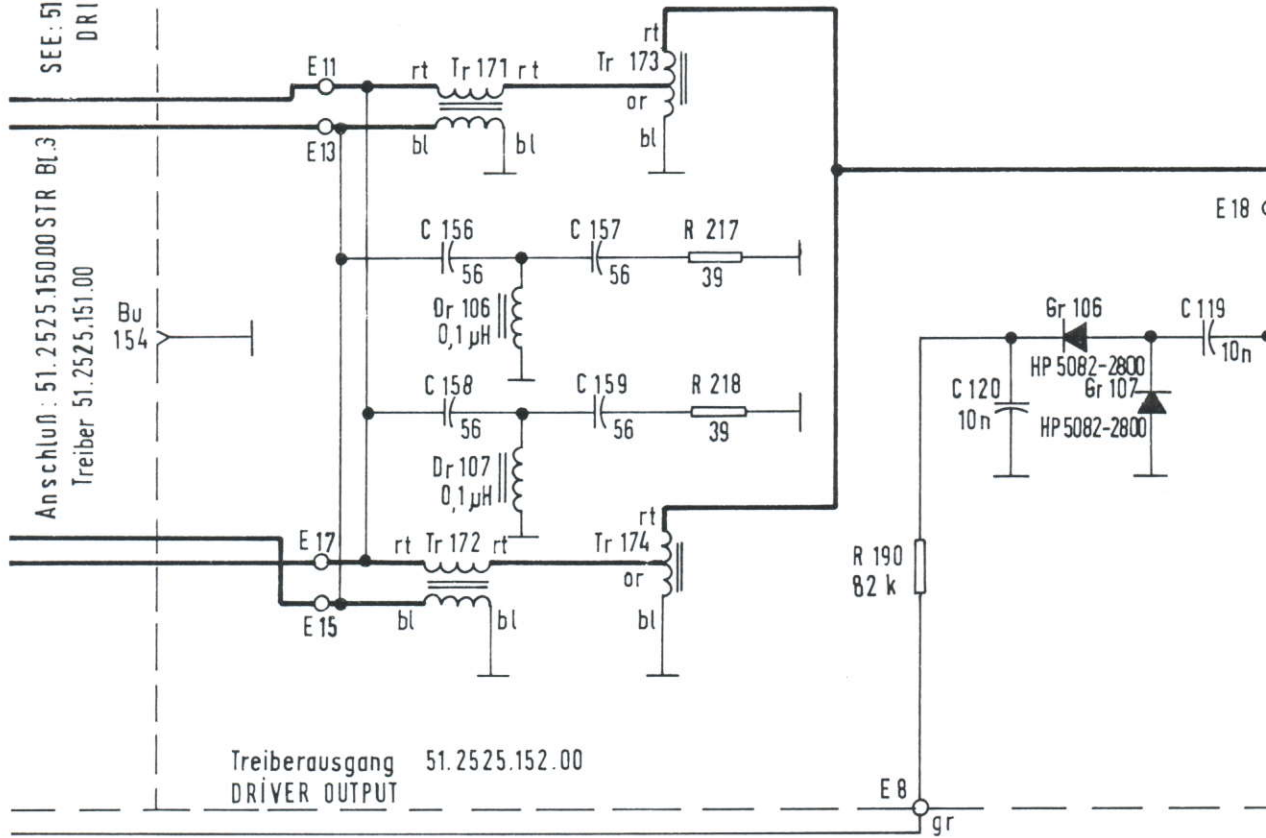 SEE: 51
DRI
Anschluß: 51.2525.150.00 STR Bl.3
Treiber 51.2525.151.00
Bu
154
E 11
E 13
rt
Tr 171
rt
bl
bl
Tr 173
rt
or
bl
C 156
56
C 157
56
R 217
39
Dr 106
0,1 µH
C 158
56
C 159
56
R 218
39
Dr 107
0,1 µH
E 17
E 15
rt
Tr 172
rt
bl
bl
Tr 174
rt
or
bl
E 18
Gr 106
HP 5082-2800
C 119
10n
C 120
10n
Gr 107
HP 5082-2800
R 190
82 k
Treiberausgang 51.2525.152.00
DRİVER OUTPUT
E 8
gr